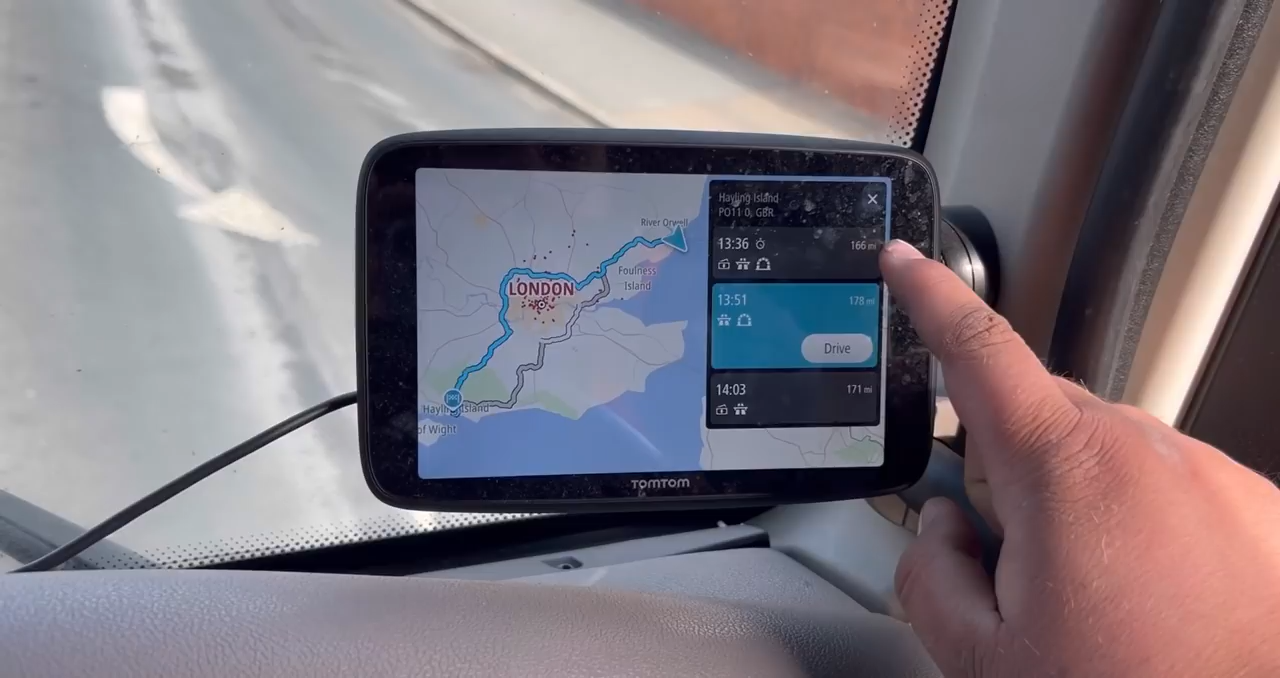 River Orwell
Foulness
Island
LONDON
Hayling Island
of Wight
Hayling Island
PO11 0, GBR
13:36
166 mi
13:51
178 mi
Drive
14:03
171 mi
TOMTOM